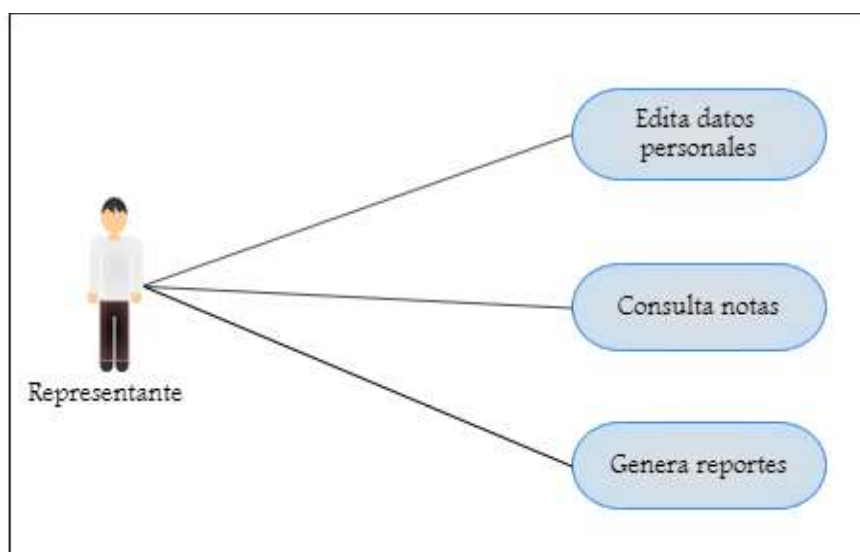 Edita datos
personales
Consulta notas
Representante
Genera reportes